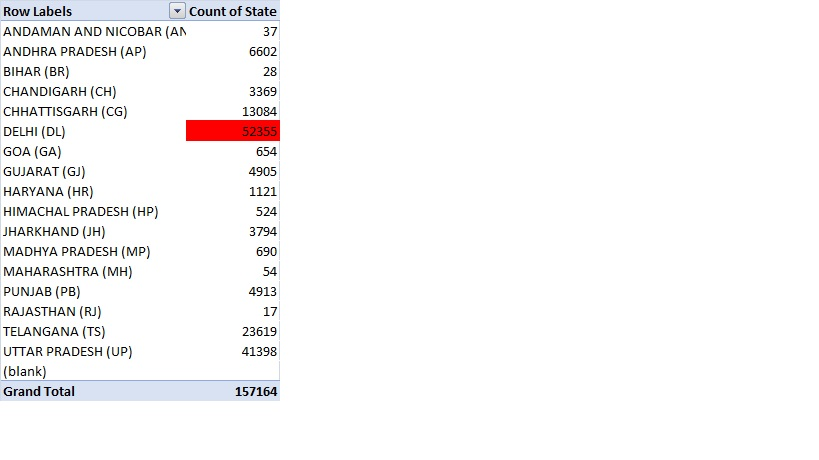 Row Labels Count of State
ANDAMAN AND NICOBAR (AN 37
ANDHRA PRADESH (AP) 6602
BIHAR (BR) 28
CHANDIGARH (CH) 3369
CHHATTISGARH (CG) 13084
DELHI (DL) 52355
GOA (GA) 654
GUJARAT (GJ) 4905
HARYANA (HR) 1121
HIMACHAL PRADESH (HP) 524
JHARKHAND (JH) 3794
MADHYA PRADESH (MP) 690
MAHARASHTRA (MH) 54
PUNJAB (PB) 4913
RAJASTHAN (RJ) 17
TELANGANA (TS) 23619
UTTAR PRADESH (UP) 41398
(blank)
Grand Total 157164